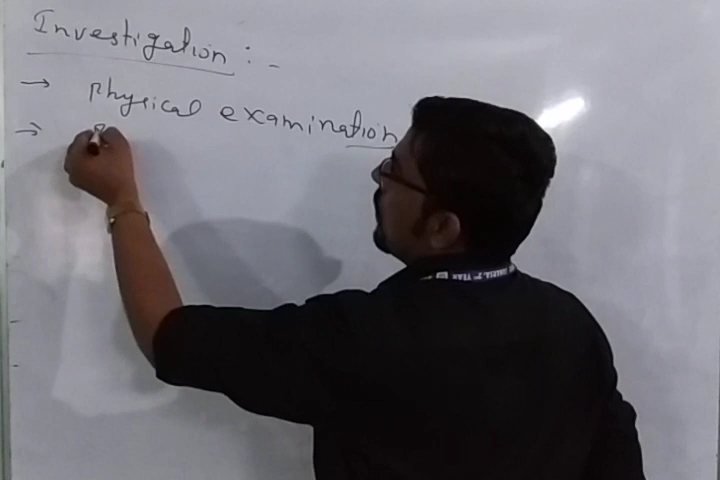 Investigation :-
→ Physical examination
→